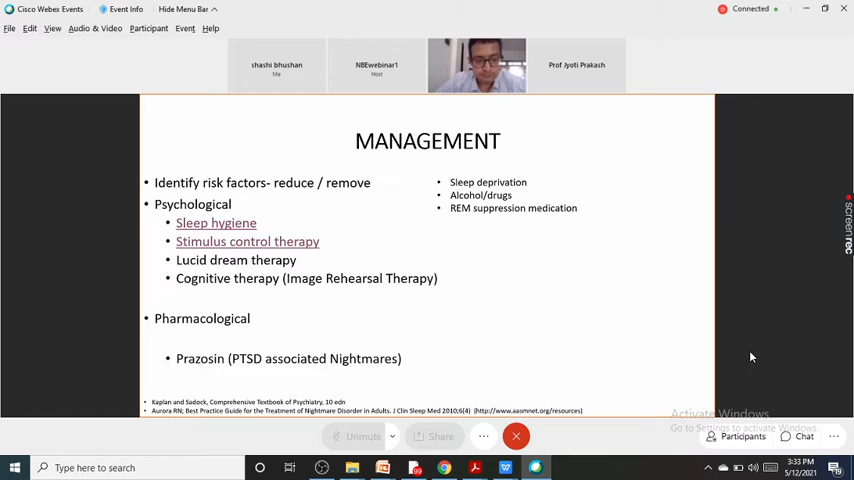 Cisco Webex Events
Event Info
Hide Menu Bar
Connected
File Edit View Audio & Video Participant Event Help
shashi bhushan
Me
NBEwebinar1
Host
Prof Jyoti Prakash
MANAGEMENT
• Identify risk factors- reduce / remove
• Psychological
• Sleep hygiene
• Stimulus control therapy
• Lucid dream therapy
• Cognitive therapy (Image Rehearsal Therapy)
• Pharmacological
• Prazosin (PTSD associated Nightmares)
• Sleep deprivation
• Alcohol/drugs
• REM suppression medication
• Kaplan and Sadock, Comprehensive Textbook of Psychiatry, 10 edn
• Aurora RN; Best Practice Guide for the Treatment of Nightmare Disorder in Adults. J Clin Sleep Med 2010;6(4) (http://www.aasmnet.org/resources)
screenrec
Activate Windows
Go to Settings to activate Windows.
Unmute
Share
Participants
Chat
Type here to search
99
3:33 PM
5/12/2021
19